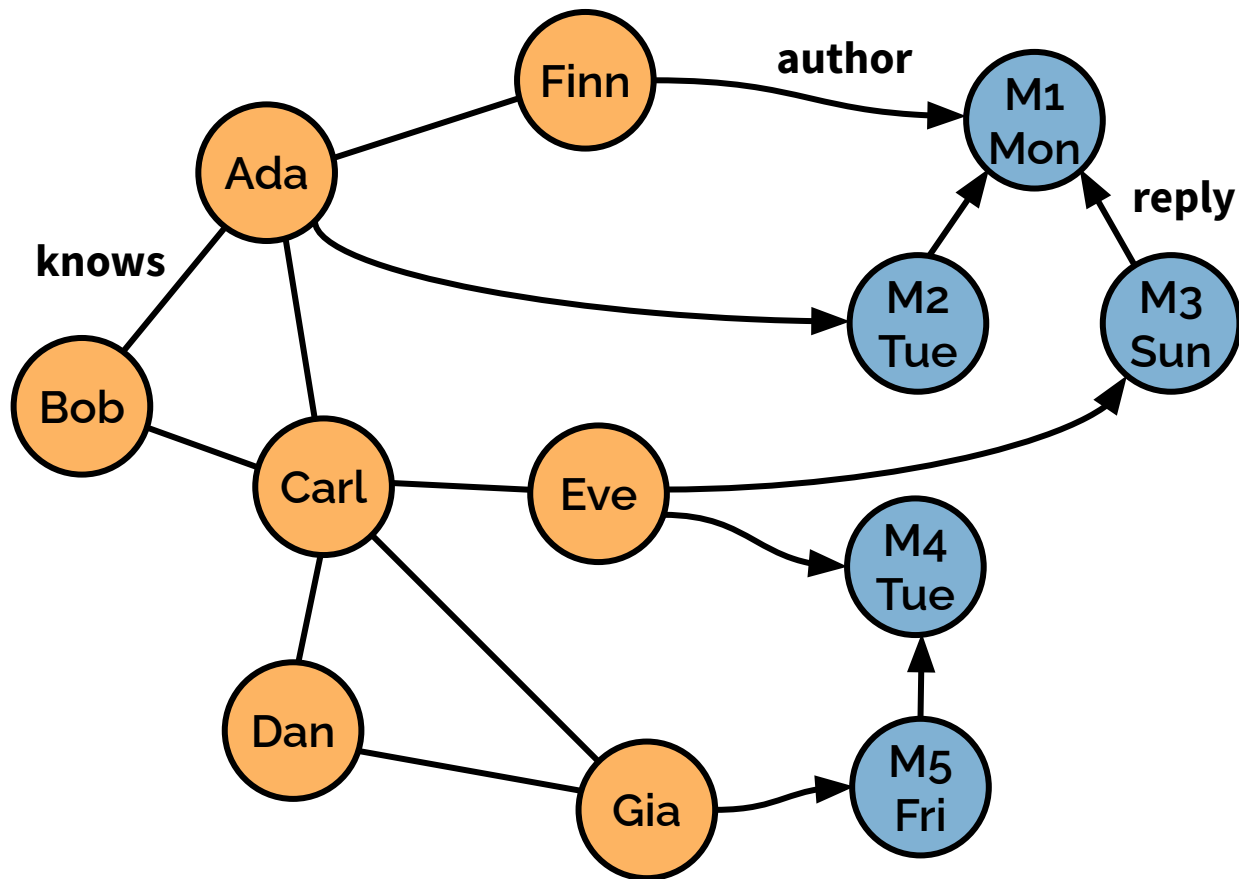 Finn
author
M1
Mon
Ada
reply
knows
M2
Tue
M3
Sun
Bob
Carl
Eve
M4
Tue
Dan
Gia
M5
Fri